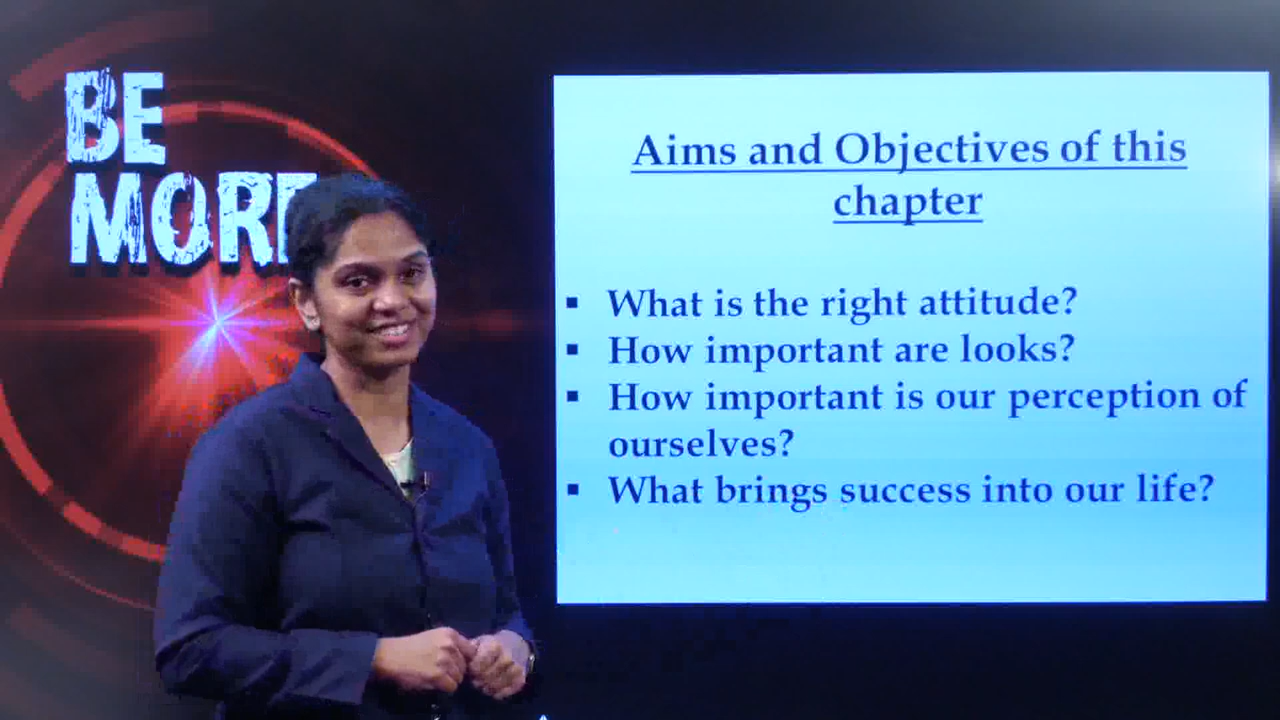 BE
MORE
Aims and Objectives of this
chapter
▪ What is the right attitude?
▪ How important are looks?
▪ How important is our perception of
ourselves?
▪ What brings success into our life?